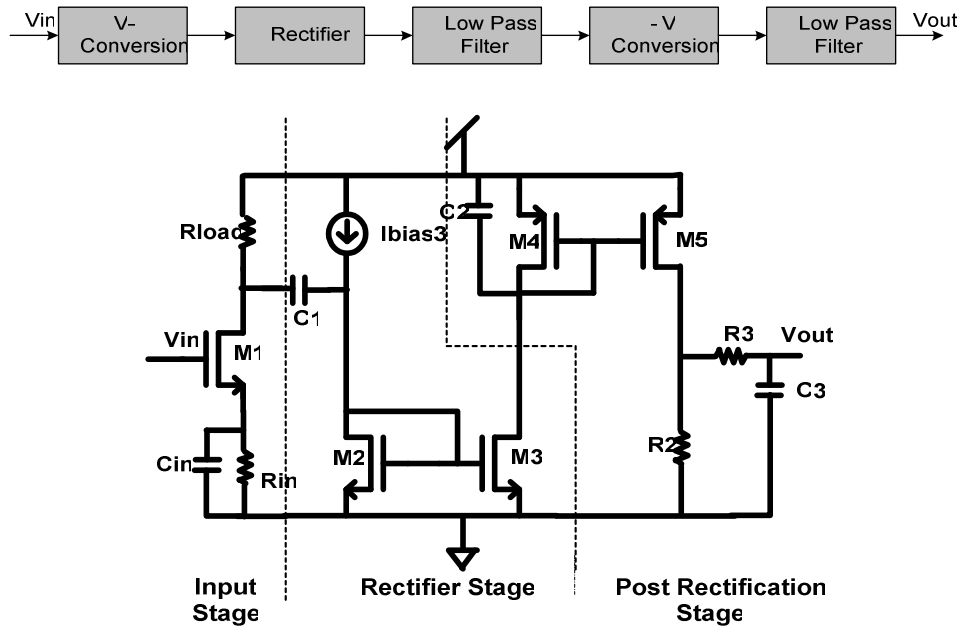 Vin
V-
Conversion
Rectifier
Low Pass
Filter
- V
Conversion
Low Pass
Filter
Vout
C2
M4
M5
Rload
Ibias3
C1
Vin
M1
R3
Vout
C3
R2
M2
M3
Cin
Rin
Input
Stage
Rectifier Stage
Post Rectification
Stage